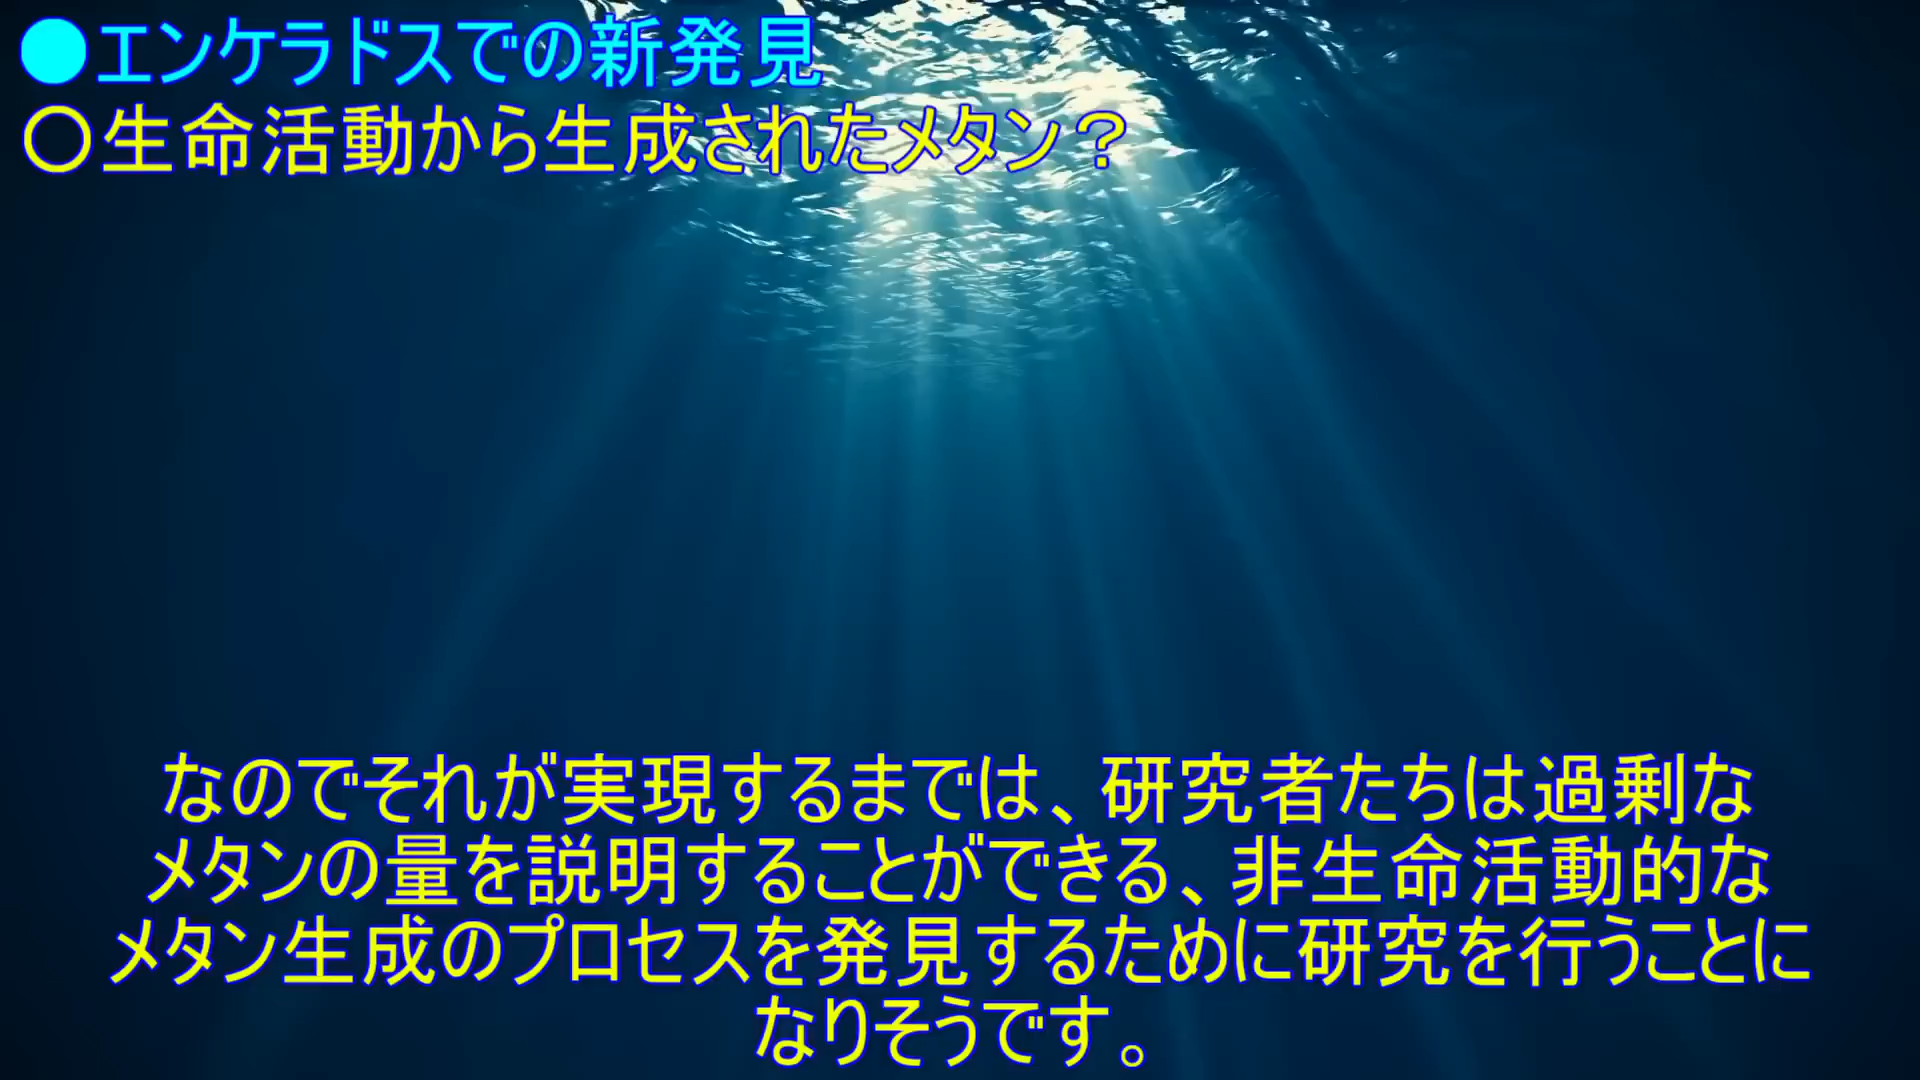 ●エンケラドスでの新発見
〇生命活動から生成されたメタン？
なのでそれが実現するまでは、研究者たちは過剰な
メタンの量を説明することができる、非生命活動的な
メタン生成のプロセスを発見するために研究を行うことに
なりそうです。